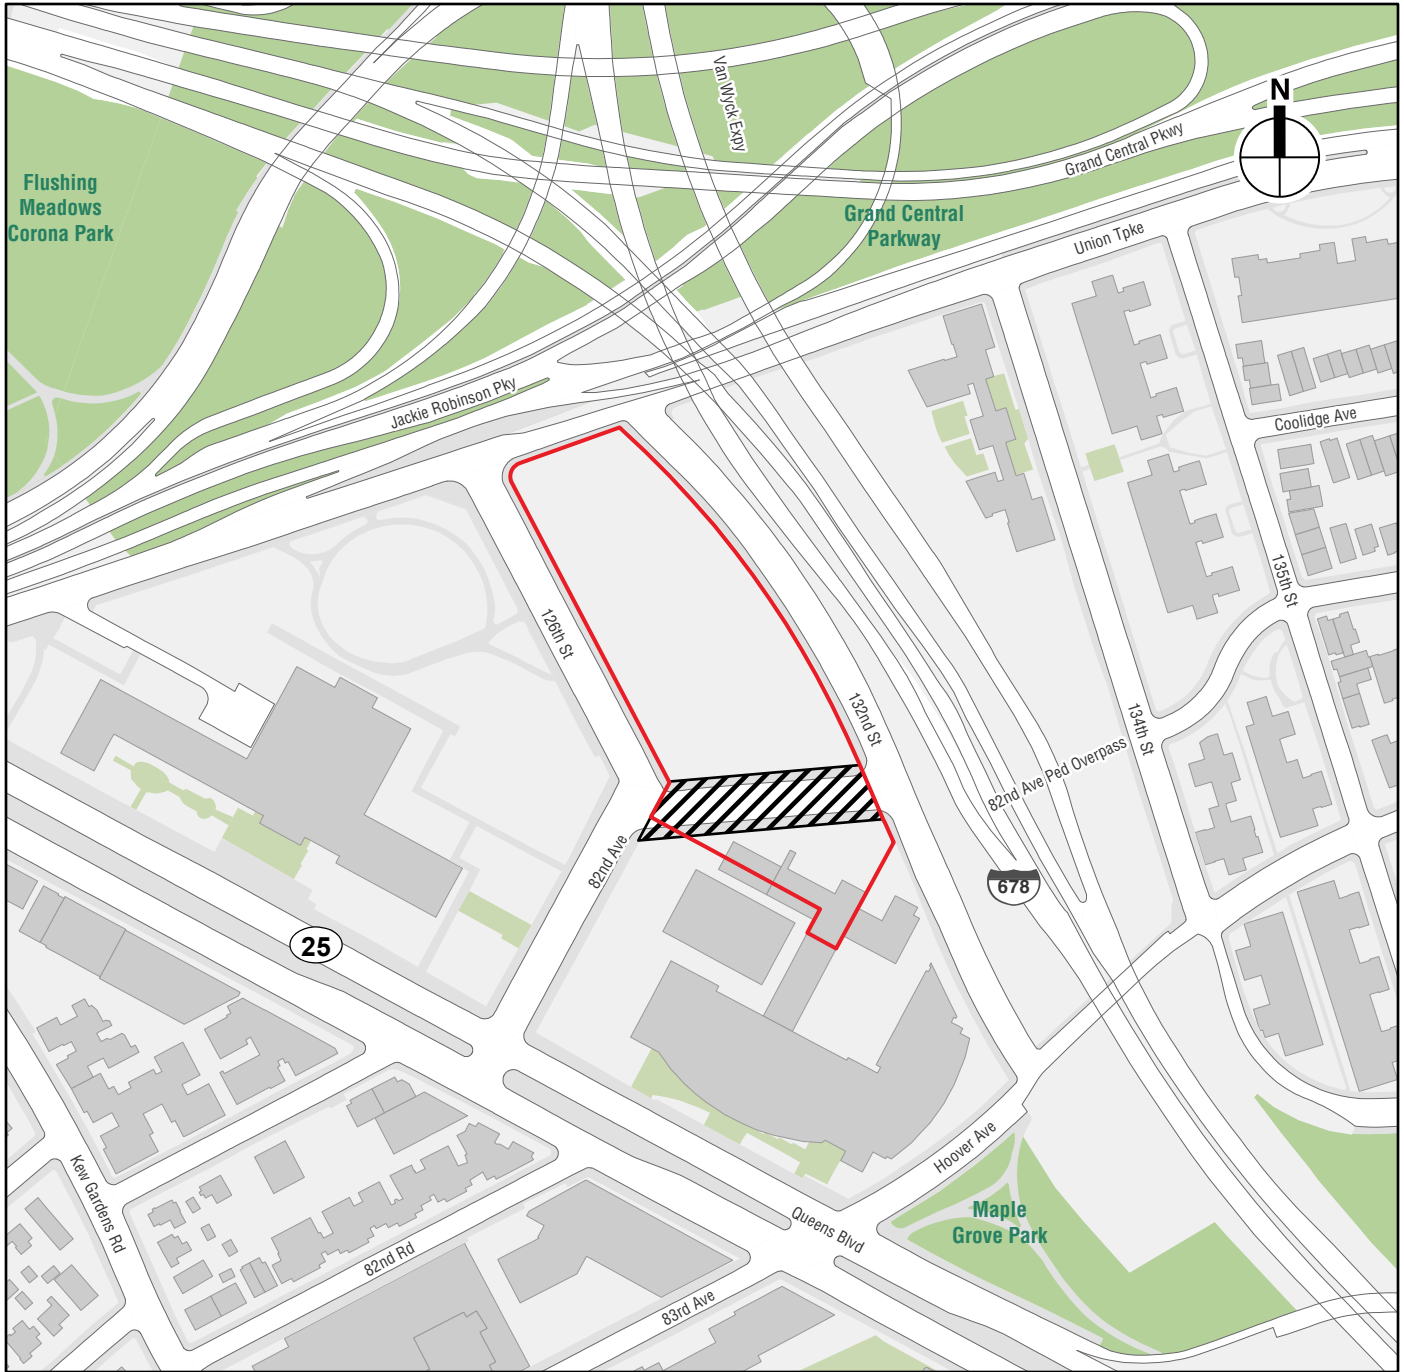 Van Wyck Expy
N
Grand Central Pkwy
Flushing
Meadows
Corona Park
Grand Central
Parkway
Union Tpke
Jackie Robinson Pky
Coolidge Ave
135th St
126th St
132nd St
134th St
82nd Ave Ped Overpass
82nd Ave
678
25
Hoover Ave
Kew Gardens Rd
Maple
Grove Park
Queens Blvd
82nd Rd
83rd Ave